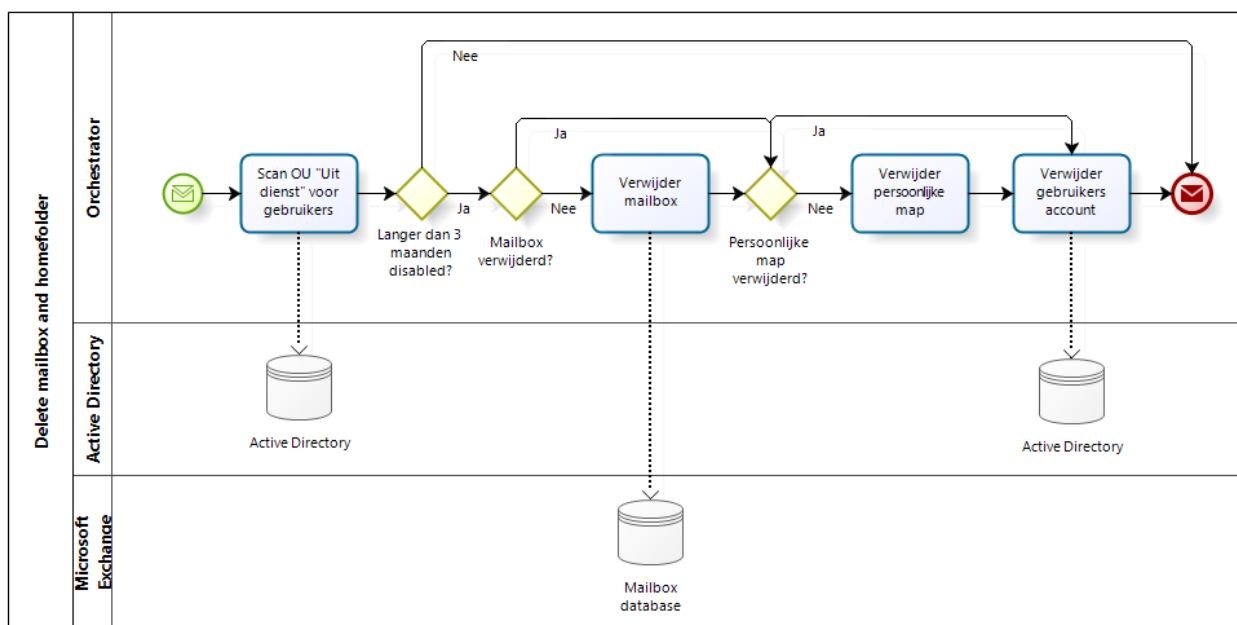 Delete mailbox and homefolder
Orchestrator
Nee
Ja
Ja
Scan OU "Uit
dienst" voor
gebruikers
Ja
Nee
Verwijder
mailbox
Nee
Verwijder
persoonlijke
map
Verwijder
gebruikers
account
Langer dan 3
maanden
disabled?
Mailbox
verwijderd?
Persoonlijke
map
verwijderd?
Active Directory
Active Directory
Active Directory
Microsoft
Exchange
Mailbox
database